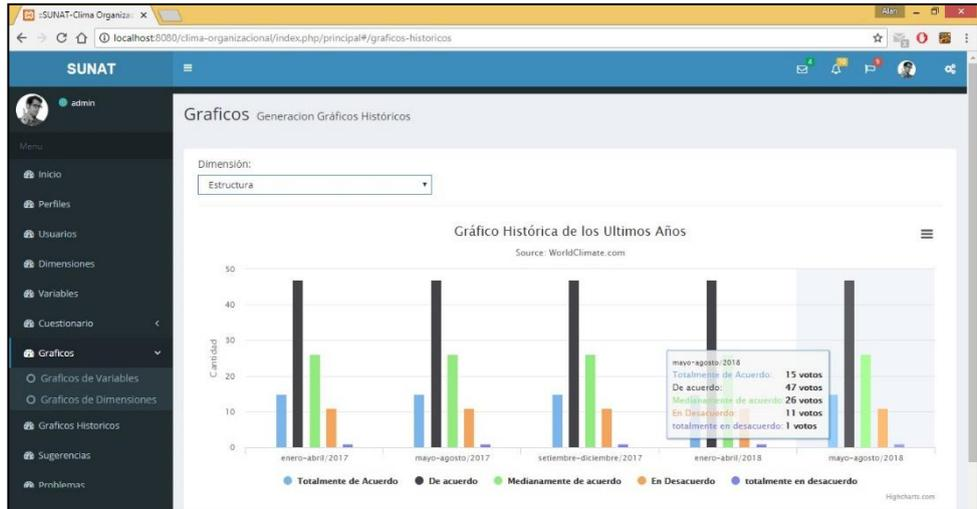 ::SUNAT-Clima Organizac
Alan
localhost:8080/clima-organizacional/index.php/principal#/graficos-historicos
SUNAT
4
10
9
admin
Graficos Generacion Gráficos Históricos
Menu
Inicio
Perfiles
Usuarios
Dimensiones
Variables
Cuestionario
Graficos
Graficos de Variables
Graficos de Dimensiones
Graficos Historicos
Sugerencias
Problemas
Dimensión:
Estructura
Gráfico Histórica de los Ultimos Años
Source: WorldClimate.com
Cantidad
50
40
30
20
10
0
mayo-agosto/2018
Totalmente de Acuerdo: 15 votos
De acuerdo: 47 votos
Medianamente de acuerdo: 26 votos
En Desacuerdo: 11 votos
totalmente en desacuerdo: 1 votos
enero-abril/2017
mayo-agosto/2017
setiembre-diciembre/2017
enero-abril/2018
mayo-agosto/2018
Totalmente de Acuerdo
De acuerdo
Medianamente de acuerdo
En Desacuerdo
totalmente en desacuerdo
Highcharts.com